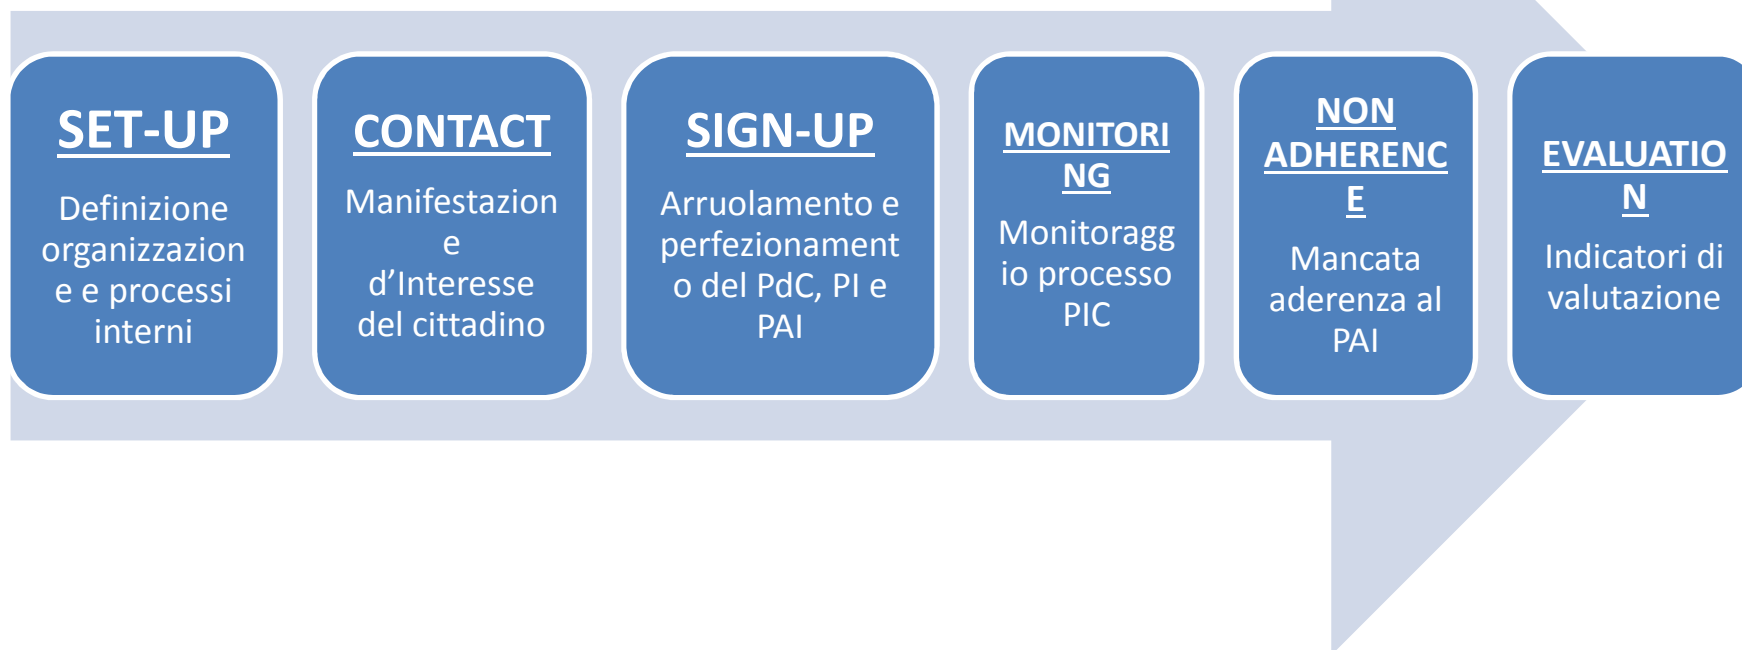 SET-UP
Definizione
organizzazion
e e processi
interni
CONTACT
Manifestazion
e
d’Interesse
del cittadino
SIGN-UP
Arruolamento e
perfezionament
o del PdC, PI e
PAI
MONITORI
NG
Monitoragg
io processo
PIC
NON
ADHERENC
E
Mancata
aderenza al
PAI
EVALUATIO
N
Indicatori di
valutazione